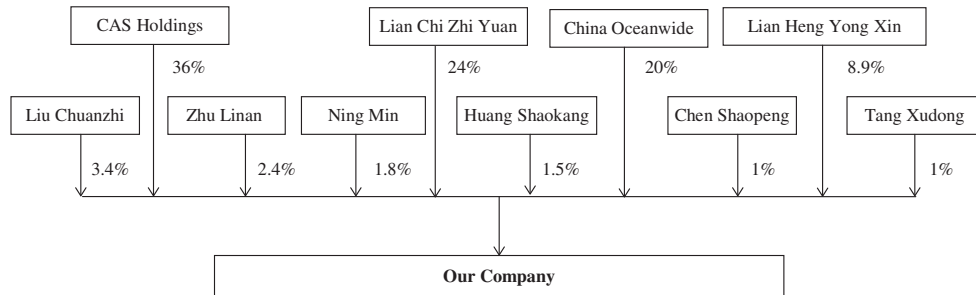 CAS Holdings
Lian Chi Zhi Yuan
China Oceanwide
Lian Heng Yong Xin
36%
24%
20%
8.9%
Liu Chuanzhi
Zhu Linan
Ning Min
Huang Shaokang
Chen Shaopeng
Tang Xudong
3.4%
2.4%
1.8%
1.5%
1%
1%
Our Company